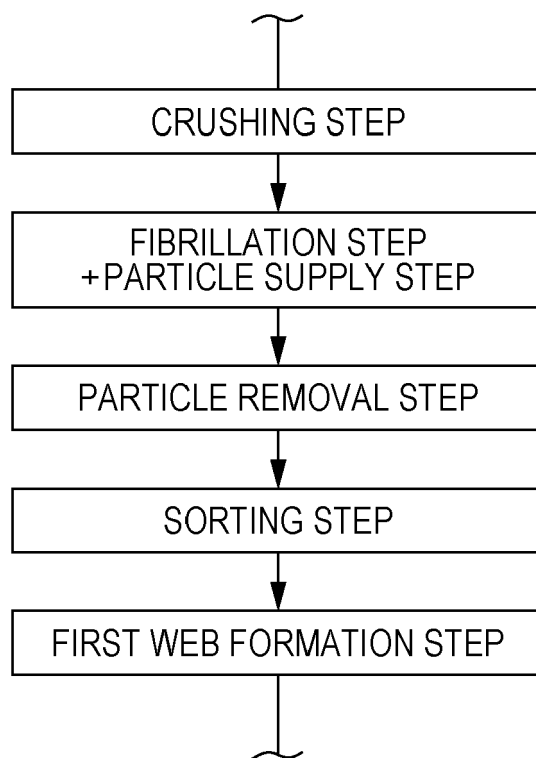 CRUSHING STEP
FIBRILLATION STEP
+PARTICLE SUPPLY STEP
PARTICLE REMOVAL STEP
SORTING STEP
FIRST WEB FORMATION STEP